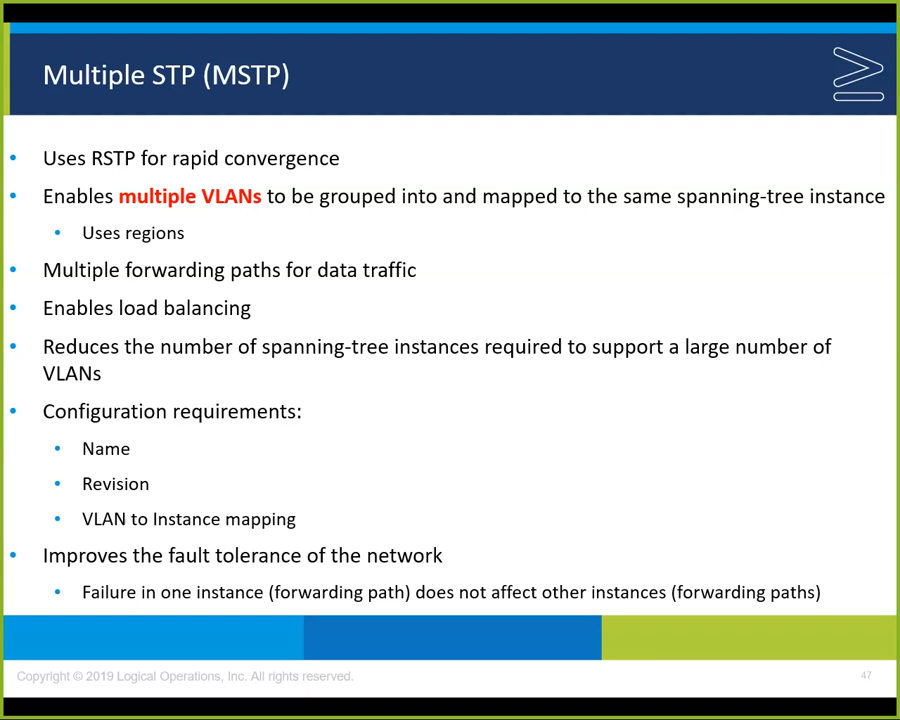 Multiple STP (MSTP)
• Uses RSTP for rapid convergence
• Enables multiple VLANs to be grouped into and mapped to the same spanning-tree instance
• Uses regions
• Multiple forwarding paths for data traffic
• Enables load balancing
• Reduces the number of spanning-tree instances required to support a large number of
VLANs
• Configuration requirements:
• Name
• Revision
• VLAN to Instance mapping
• Improves the fault tolerance of the network
• Failure in one instance (forwarding path) does not affect other instances (forwarding paths)
Copyright © 2019 Logical Operations, Inc. All rights reserved.
47